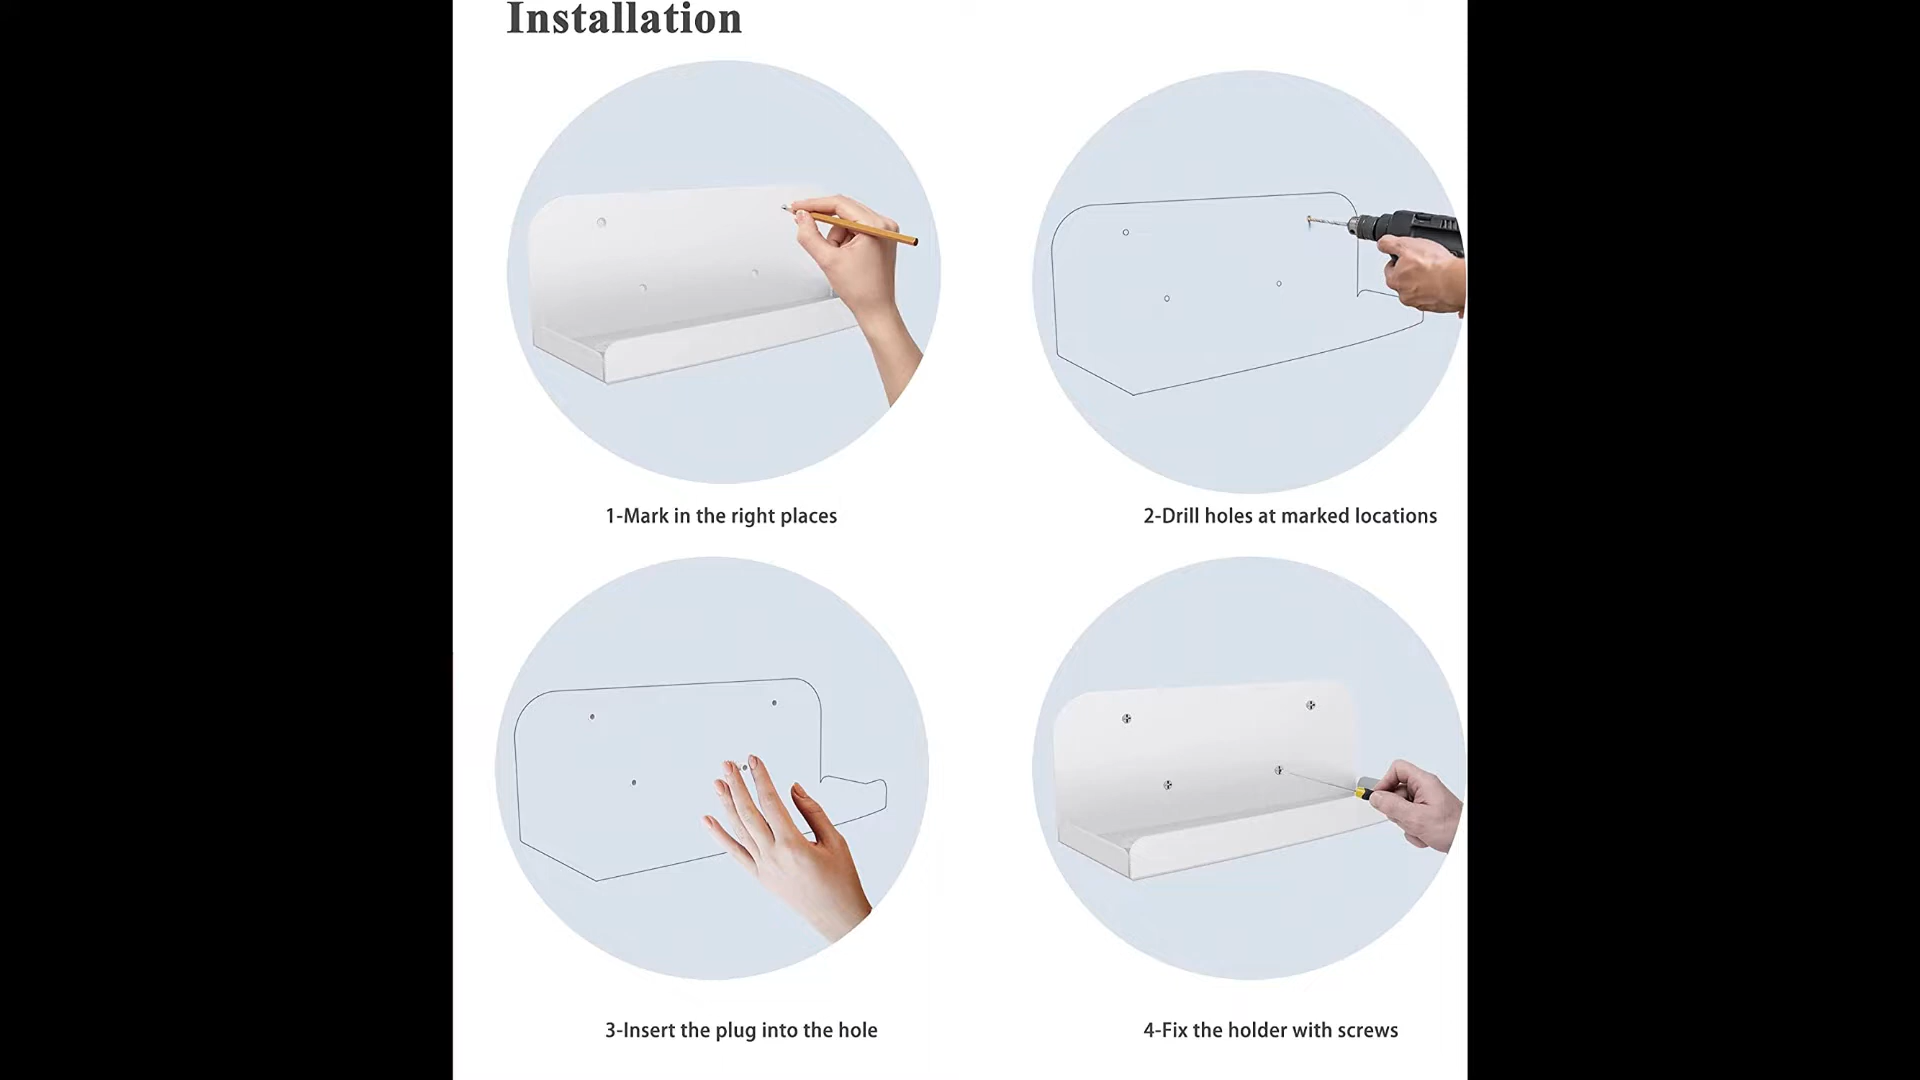 Installation
1-Mark in the right places
2-Drill holes at marked locations
3-Insert the plug into the hole
4-Fix the holder with screws